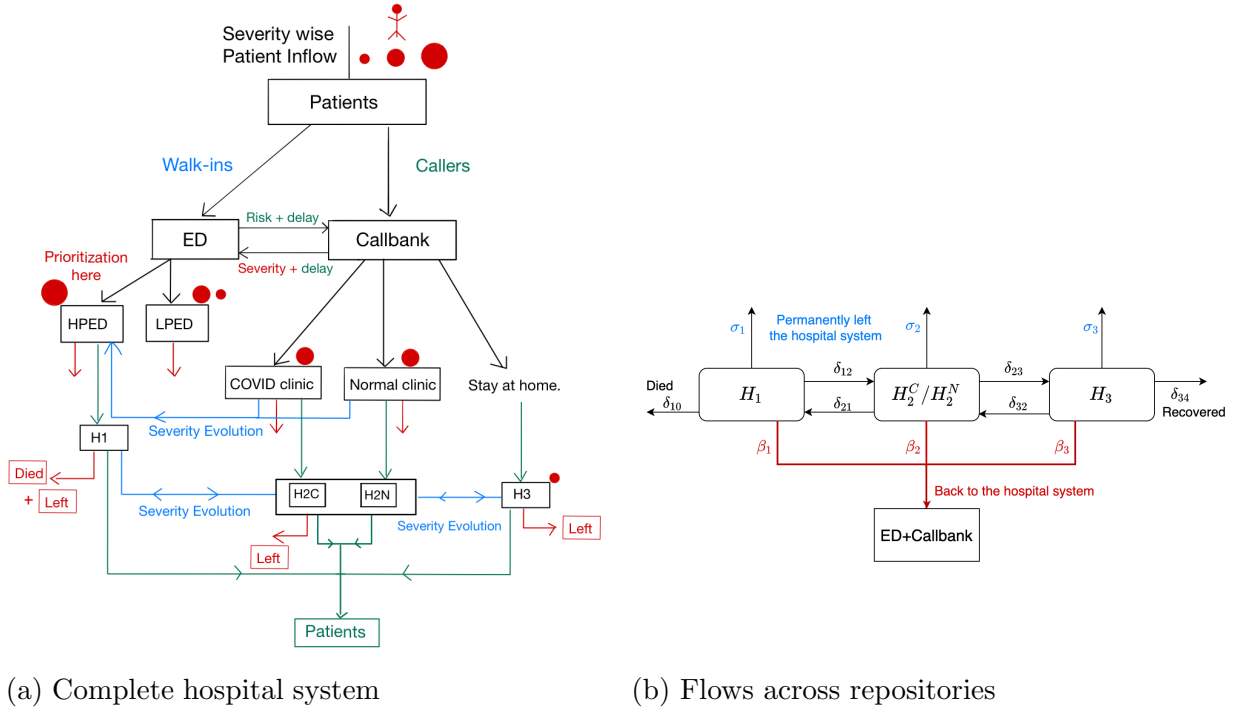 Severity wise
Patient Inflow
Patients
Walk-ins
Callers
ED
Risk + delay
Callbank
Severity + delay
Prioritization
here
HPED
LPED
COVID clinic
Normal clinic
Stay at home.
Severity Evolution
H1
Died
+ Left
Severity Evolution
H2C
H2N
Severity Evolution
H3
Left
Left
Patients
(a) Complete hospital system
σ₁
Permanently left
the hospital system
σ₂
σ₃
Died
δ₁₀
H₁
δ₁₂
δ₂₁
H₂ᶜ/H₂ᴺ
δ₂₃
δ₃₂
H₃
δ₃₄
Recovered
β₁
β₂
β₃
Back to the hospital system
ED+Callbank
(b) Flows across repositories